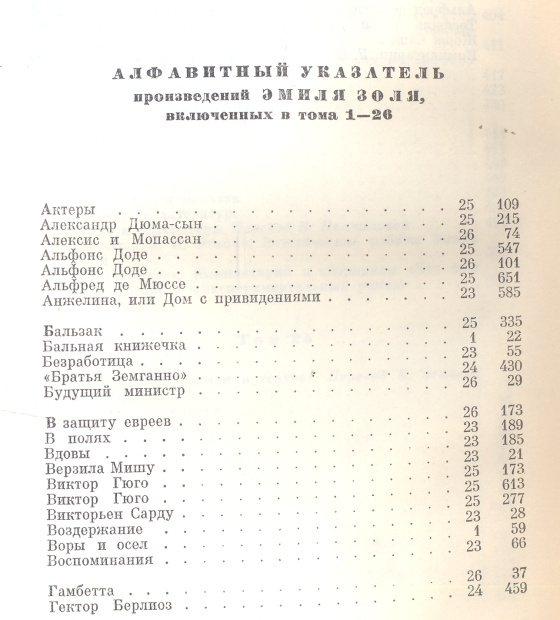 АЛФАВИТНЫЙ УКАЗАТЕЛЬ
произведений ЭМИЛЯ ЗОЛЯ,
включенных в тома 1—26
Актеры . . . . . . . . . . . . . . . . 25 109
Александр Дюма-сын . . . . . . . . . . . . 25 215
Алексис и Мопассан . . . . . . . . . . . . 26 74
Альфонс Доде . . . . . . . . . . . . . . 25 547
Альфонс Доде . . . . . . . . . . . . . . 26 101
Альфред де Мюссе . . . . . . . . . . . . 25 651
Анжелина, или Дом с привидениями . . . . . . . 23 585
Бальзак . . . . . . . . . . . . . . . . 25 335
Бальная книжечка . . . . . . . . . . . . 1 22
Безработица . . . . . . . . . . . . . . 23 55
«Братья Земганно» . . . . . . . . . . . . 24 430
Будущий министр . . . . . . . . . . . . 26 29
В защиту евреев . . . . . . . . . . . . 26 173
В полях . . . . . . . . . . . . . . . . 23 189
Вдовы . . . . . . . . . . . . . . . . 23 185
Верзила Мишу . . . . . . . . . . . . . . 23 21
Виктор Гюго . . . . . . . . . . . . . . 25 173
Виктор Гюго . . . . . . . . . . . . . . 25 613
Викторьен Сарду . . . . . . . . . . . . 25 277
Воздержание . . . . . . . . . . . . . . 23 28
Воры и осел . . . . . . . . . . . . . . 1 59
Воспоминания . . . . . . . . . . . . . . 23 66
Гамбетта . . . . . . . . . . . . . . . 26 37
Гектор Берлиоз . . . . . . . . . . . . . 24 459